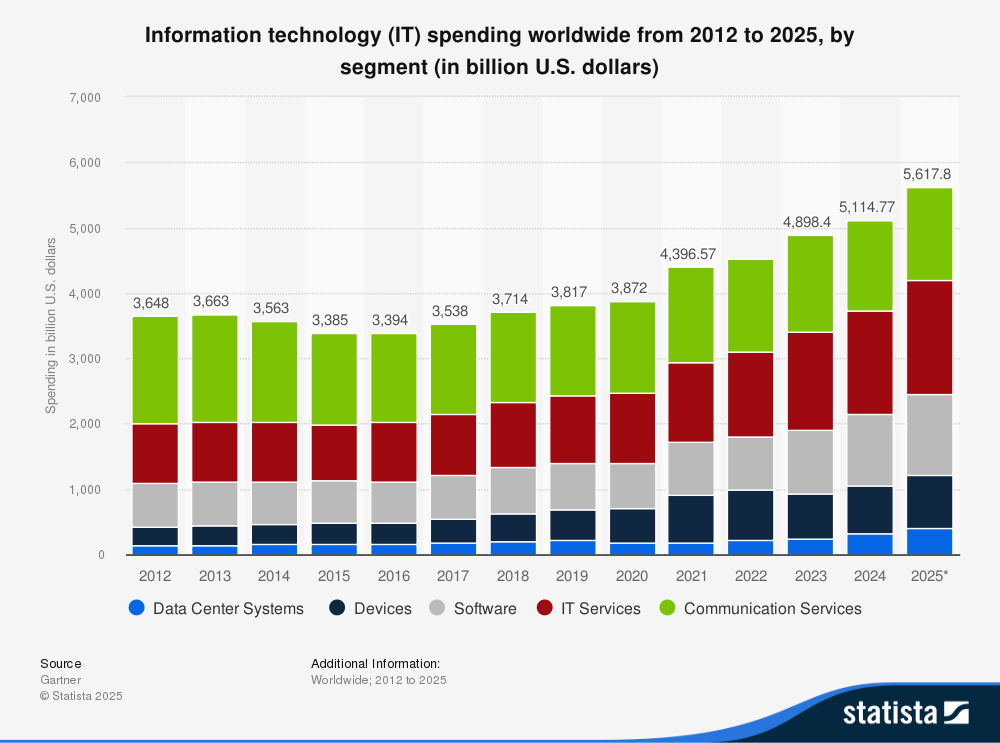 Information technology (IT) spending worldwide from 2012 to 2025, by
segment (in billion U.S. dollars)
Spending in billion U.S. dollars
7,000
6,000
5,000
4,000
3,000
2,000
1,000
0
3,648
3,663
3,563
3,385
3,394
3,538
3,714
3,817
3,872
4,396.57
4,898.4
5,114.77
5,617.8
2012 2013 2014 2015 2016 2017 2018 2019 2020 2021 2022 2023 2024 2025*
Data Center Systems Devices Software IT Services Communication Services
Source
Gartner
© Statista 2025
Additional Information:
Worldwide; 2012 to 2025
statista